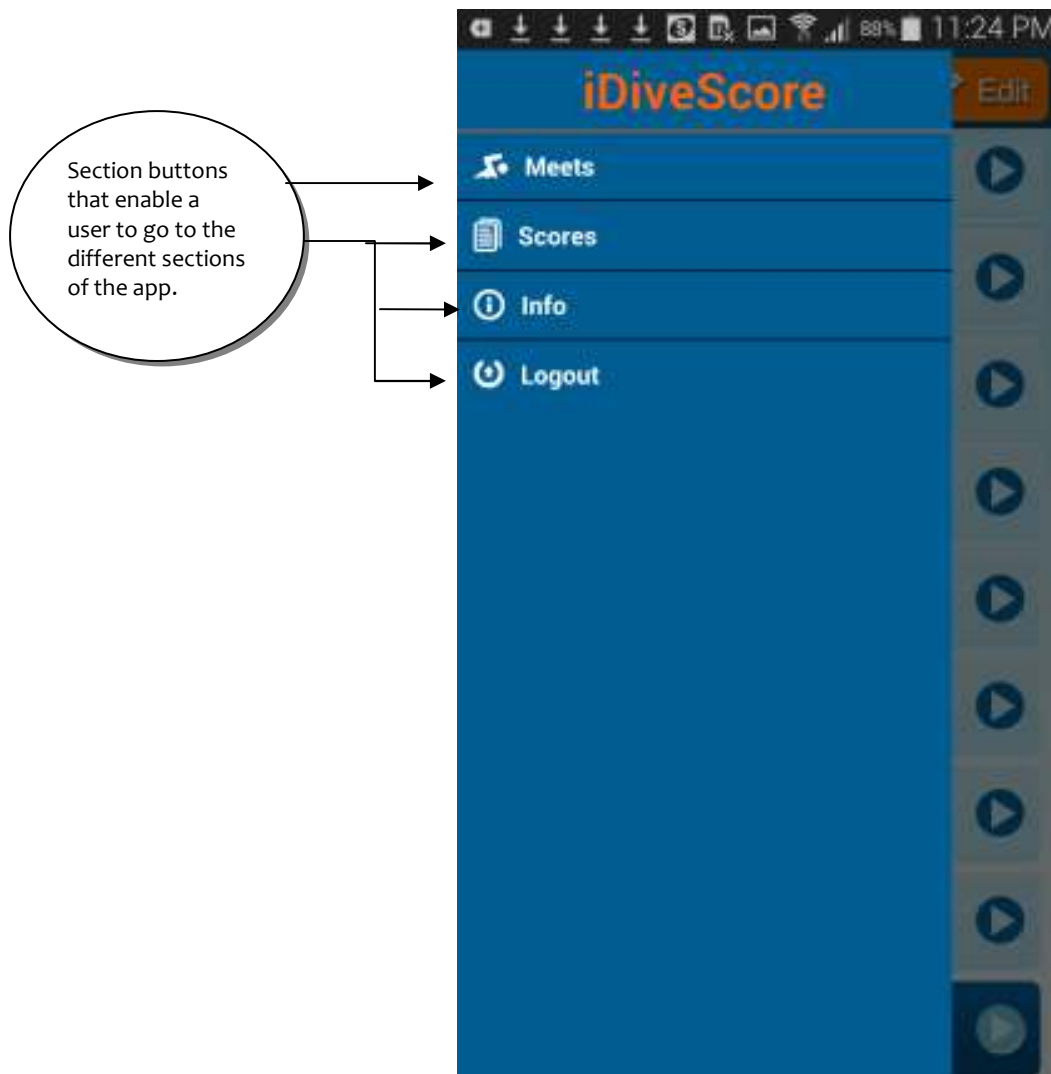 88% 11:24 PM
iDiveScore
Edit
Section buttons
that enable a
user to go to the
different sections
of the app.
Meets
Scores
Info
Logout